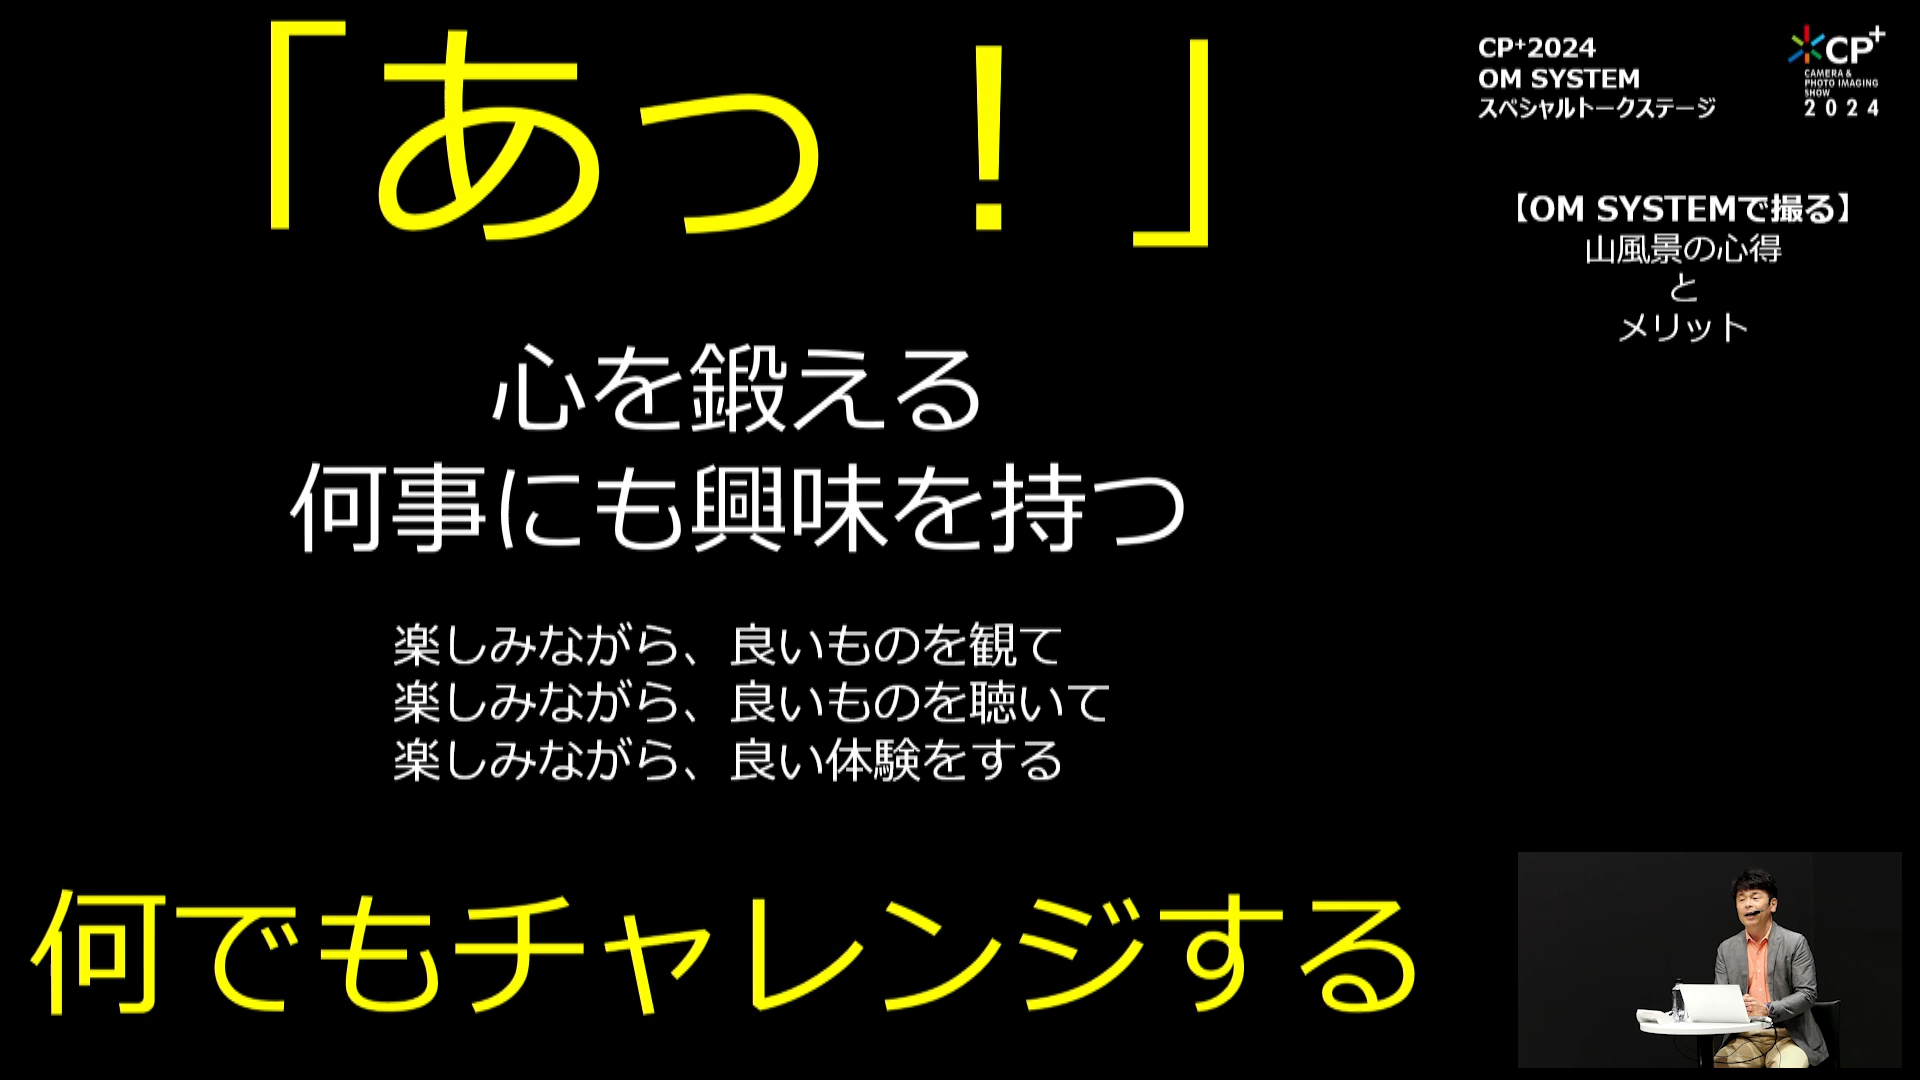 「あっ！」
心を鍛える
何事にも興味を持つ
楽しみながら、良いものを観て
楽しみながら、良いものを聴いて
楽しみながら、良い体験をする
何でもチャレンジする
CP+2024
OM SYSTEM
スペシャルトークステージ
CP+
CAMERA &
PHOTO IMAGING
SHOW
2024
【OM SYSTEMで撮る】
山風景の心得
と
メリット